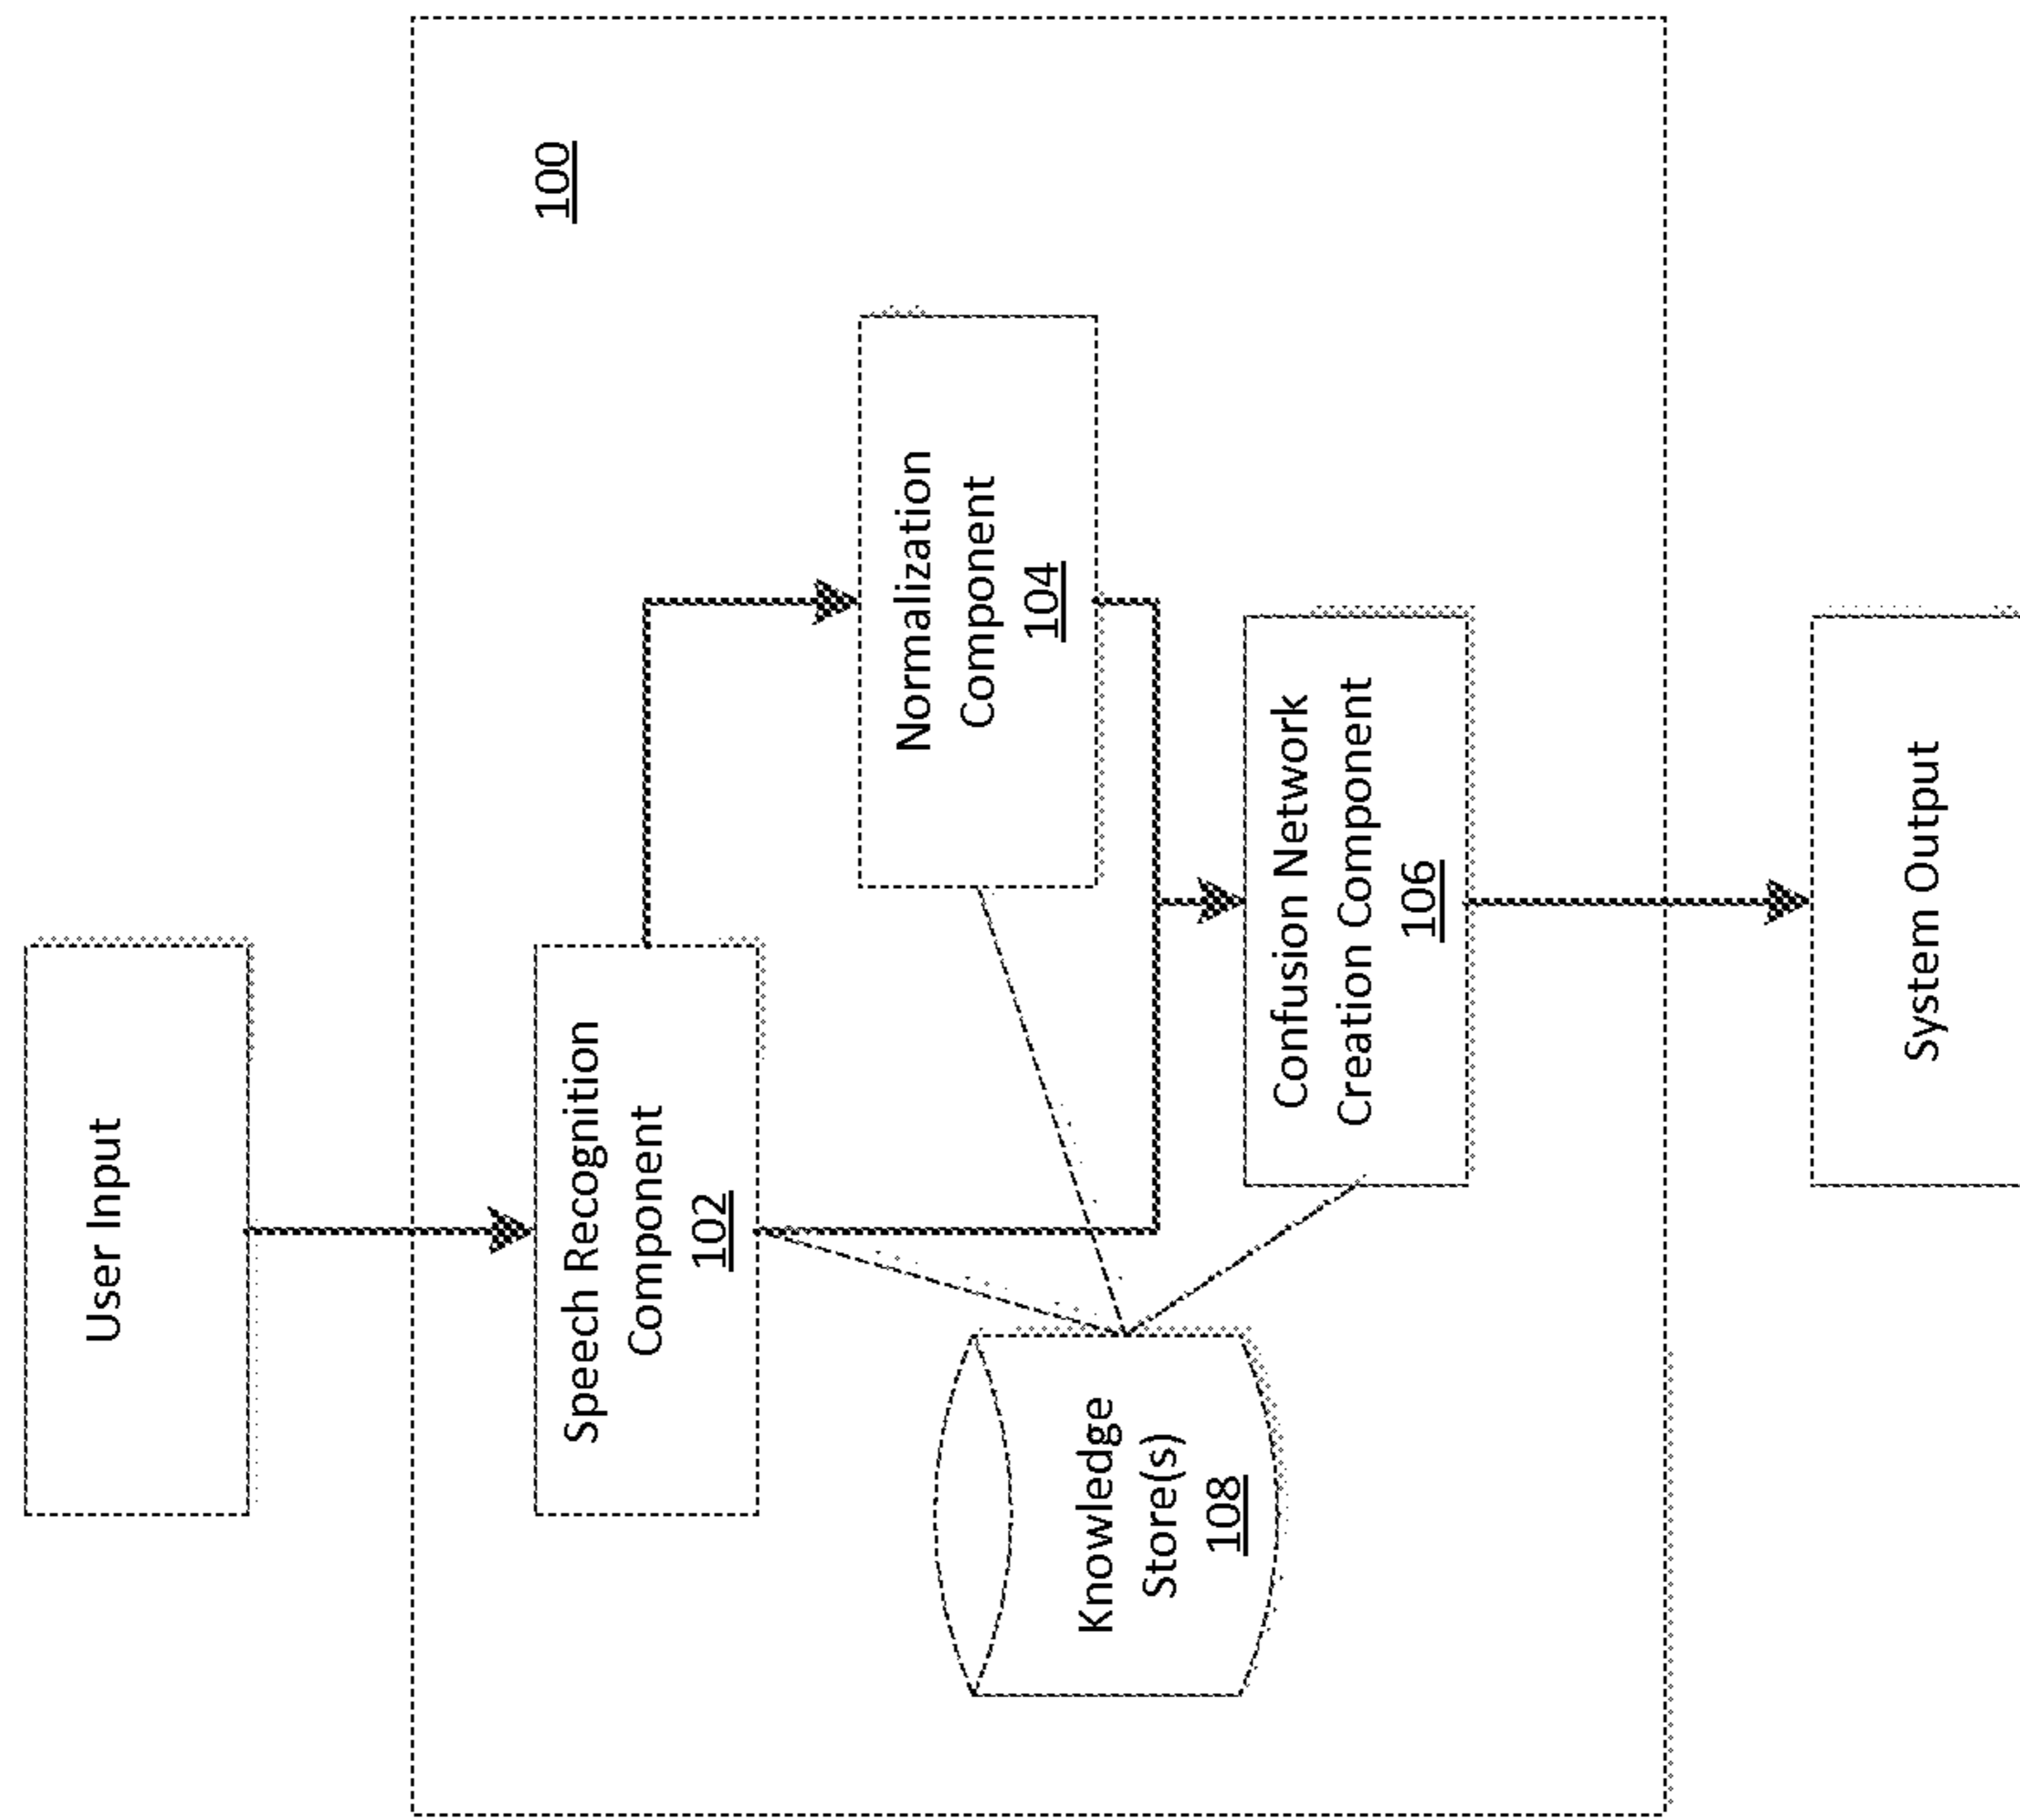 User Input
100
Speech Recognition
Component
102
Normalization
Component
104
Knowledge
Store(s)
108
Confusion Network
Creation Component
106
System Output